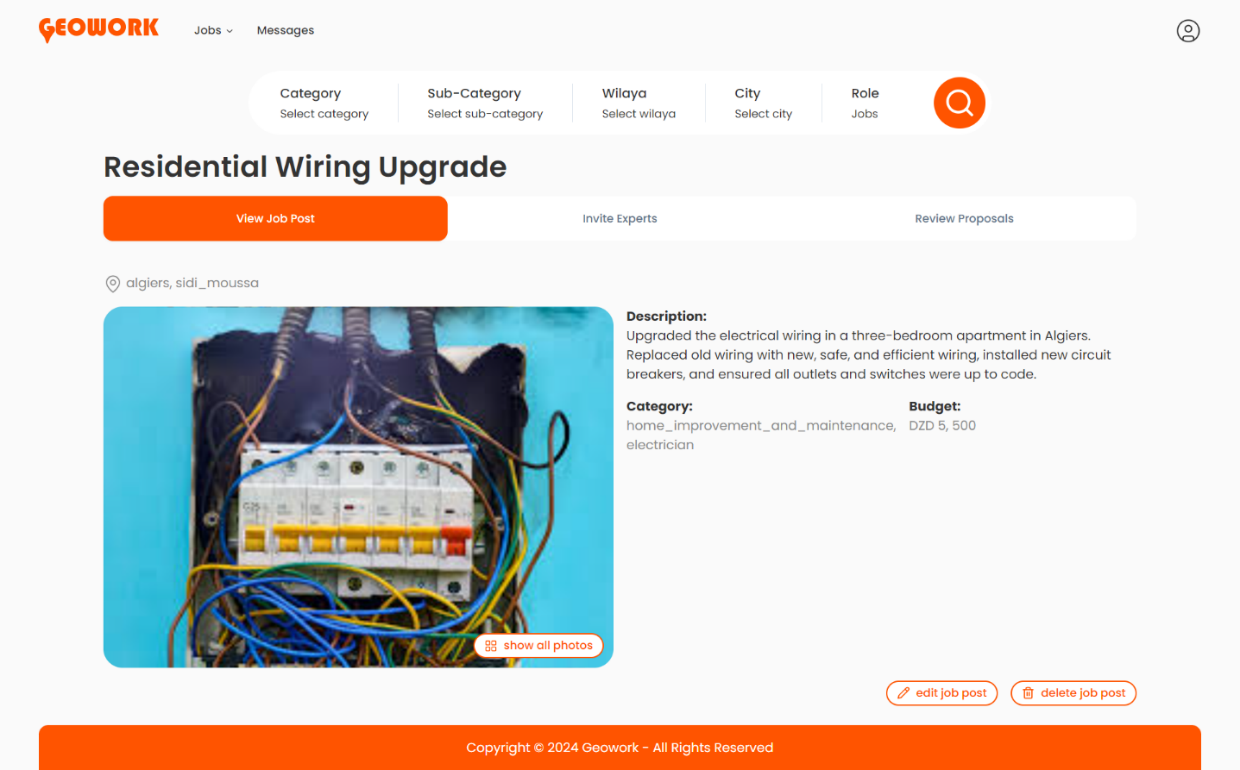 GEOWORK
Jobs
Messages
Category
Select category
Sub-Category
Select sub-category
Wilaya
Select wilaya
City
Select city
Role
Jobs
Residential Wiring Upgrade
View Job Post
Invite Experts
Review Proposals
algiers, sidi_moussa
Description:
Upgraded the electrical wiring in a three-bedroom apartment in Algiers.
Replaced old wiring with new, safe, and efficient wiring, installed new circuit
breakers, and ensured all outlets and switches were up to code.
Category:
home_improvement_and_maintenance,
electrician
Budget:
DZD 5, 500
C25
show all photos
edit job post
delete job post
Copyright © 2024 Geowork - All Rights Reserved